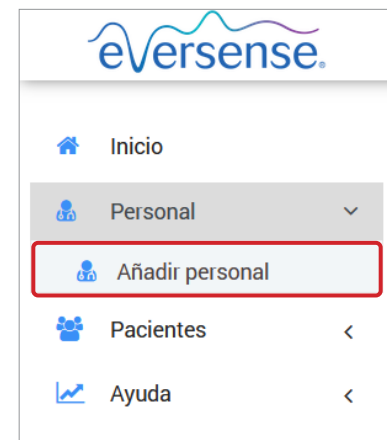 eversense.
Inicio
Personal
Añadir personal
Pacientes
Ayuda